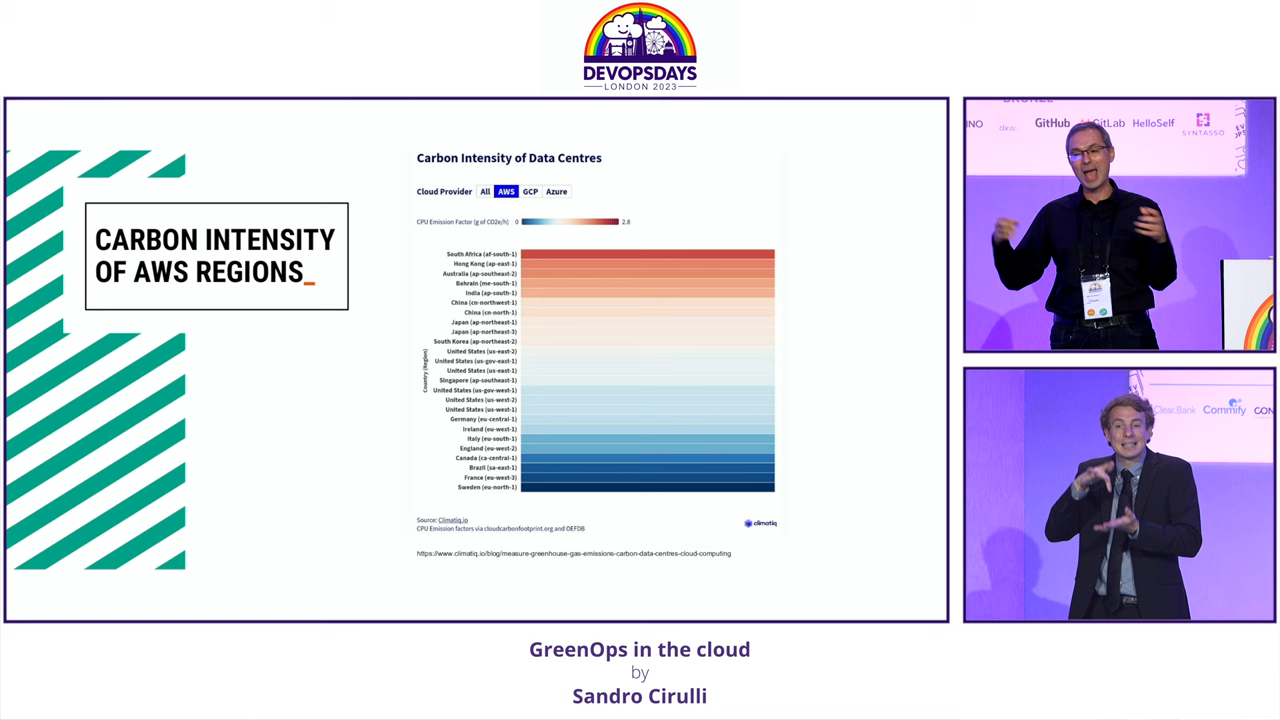 DEVOPSDAYS
LONDON 2023
CARBON INTENSITY
OF AWS REGIONS_
Carbon Intensity of Data Centres
Cloud Provider All AWS GCP Azure
CPU Emission Factor (g of CO2e/h) 0 2.8
Country (Region)
South Africa (af-south-1)
Hong Kong (ap-east-1)
Australia (ap-southeast-2)
Bahrain (me-south-1)
India (ap-south-1)
China (cn-northwest-1)
China (cn-north-1)
Japan (ap-northeast-1)
Japan (ap-northeast-3)
South Korea (ap-northeast-2)
United States (us-east-2)
United States (us-gov-east-1)
United States (us-east-1)
Singapore (ap-southeast-1)
United States (us-gov-west-1)
United States (us-west-2)
United States (us-west-1)
Germany (eu-central-1)
Ireland (eu-west-1)
Italy (eu-south-1)
England (eu-west-2)
Canada (ca-central-1)
Brazil (sa-east-1)
France (eu-west-3)
Sweden (eu-north-1)
Source: Climatiq.io
CPU Emission factors via cloudcarbonfootprint.org and OEFDB
climatiq
https://www.climatiq.io/blog/measure-greenhouse-gas-emissions-carbon-data-centres-cloud-computing
GitHub GitLab HelloSelf
SYNTASSO
Clear.Bank Commify
GreenOps in the cloud
by
Sandro Cirulli